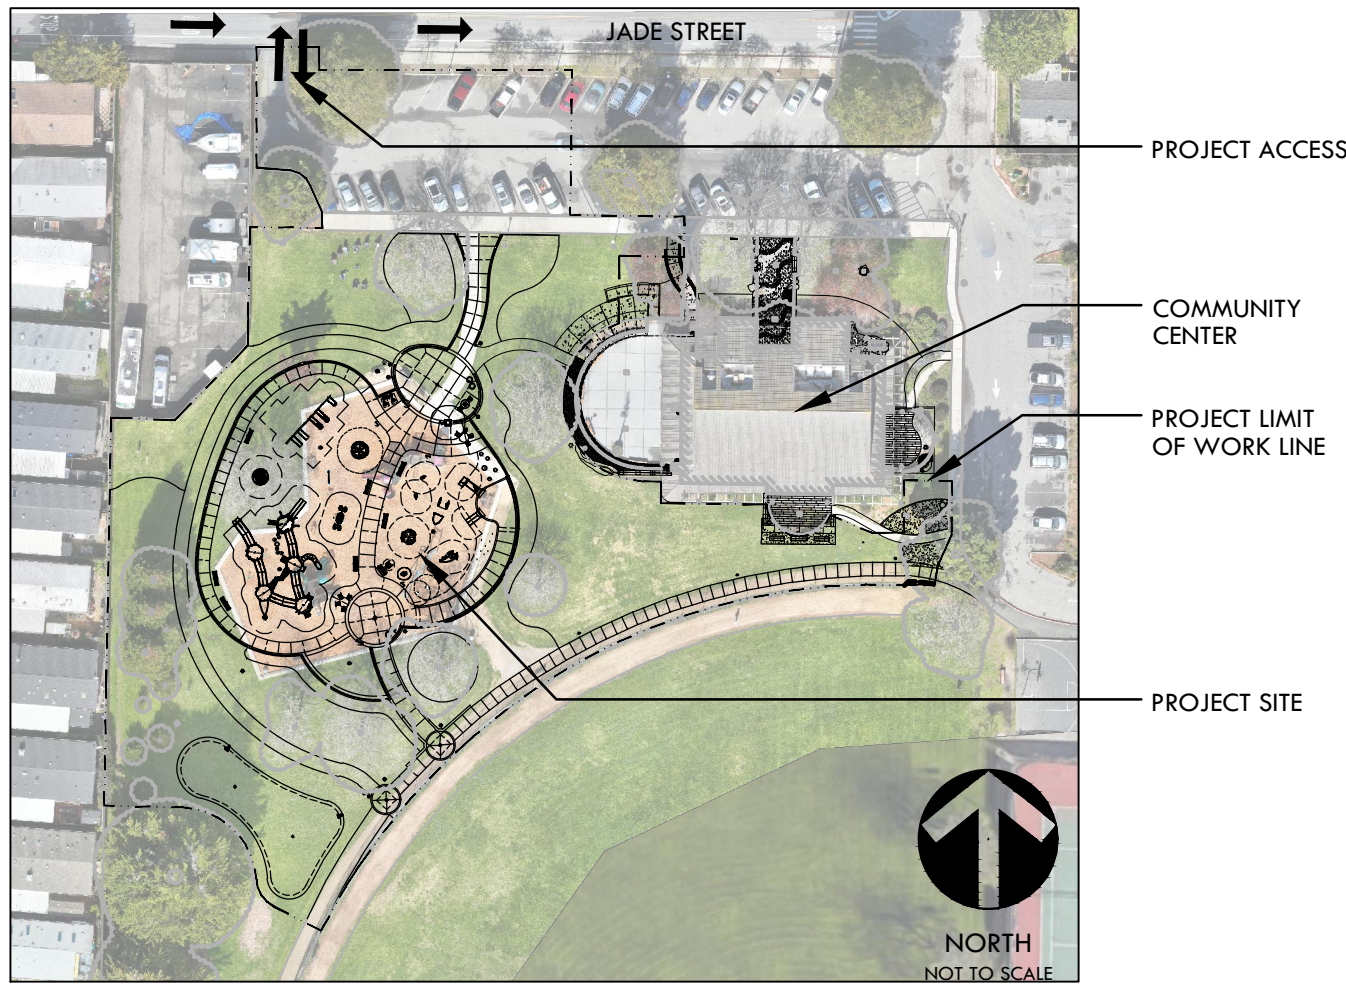 JADE STREET
PROJECT ACCESS
COMMUNITY
CENTER
PROJECT LIMIT
OF WORK LINE
PROJECT SITE
NORTH
NOT TO SCALE